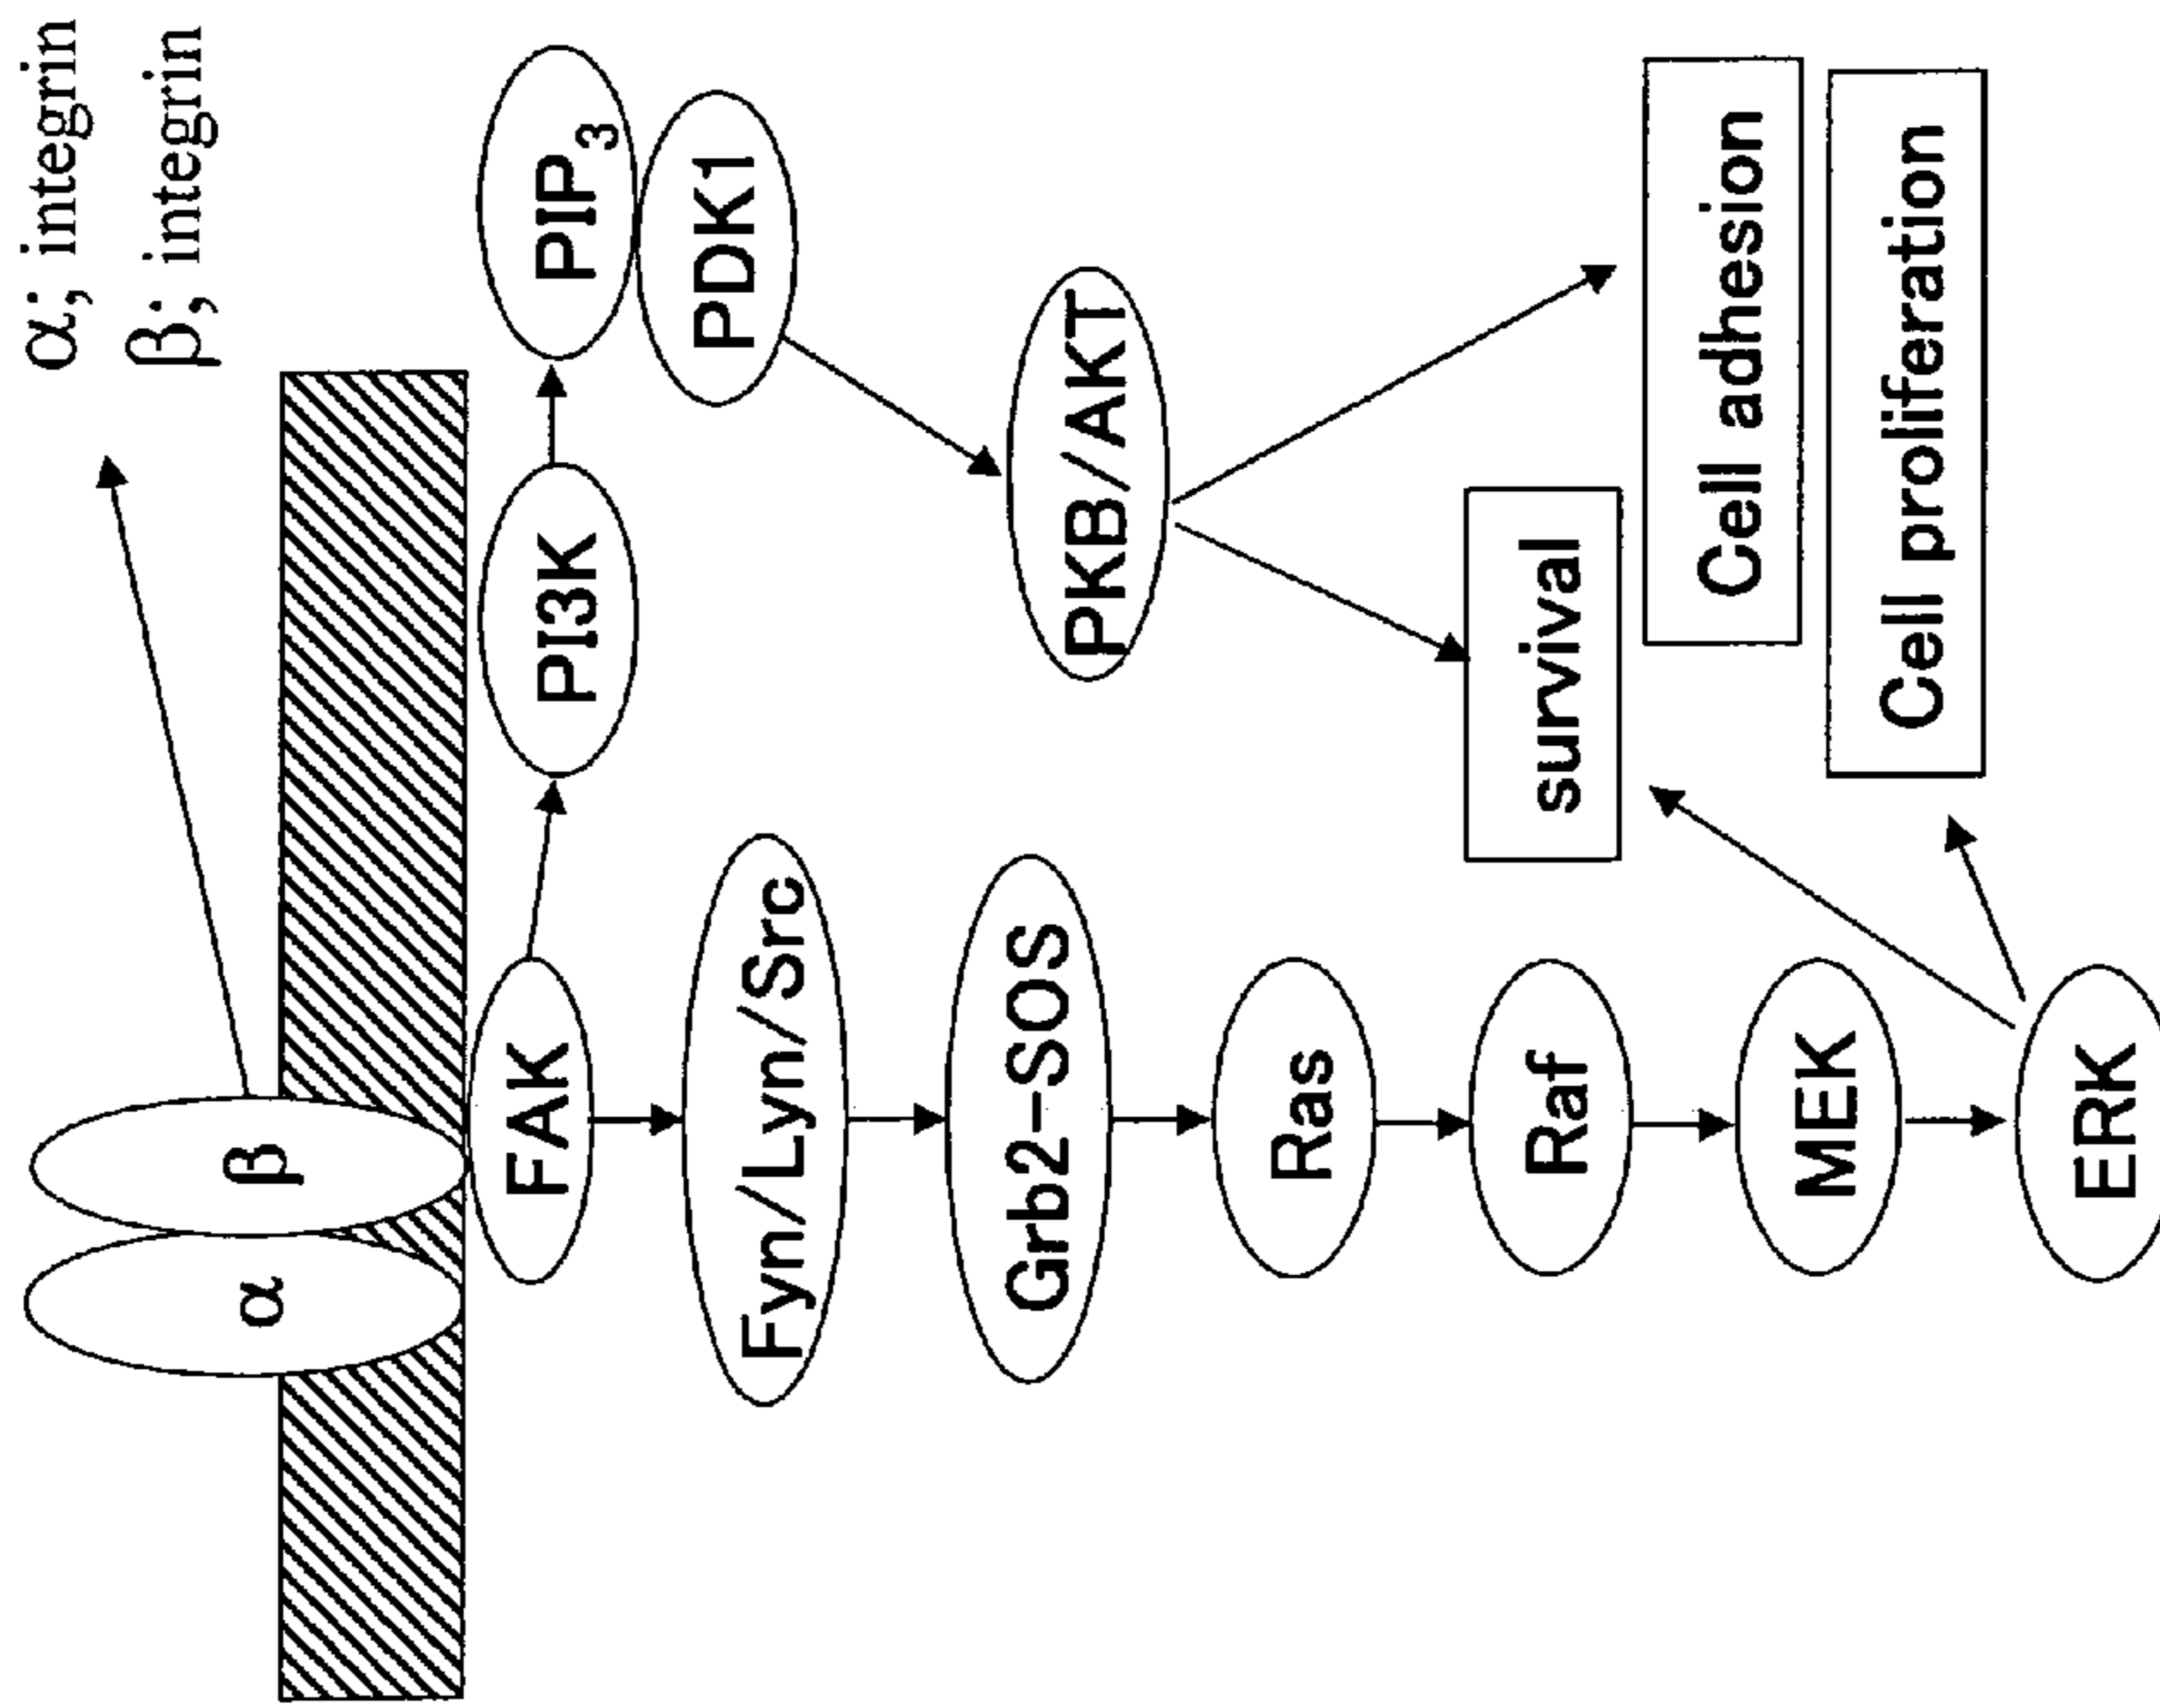 α; integrin
β; integrin
α
β
FAK
PI3K
PIP₃
PDK1
Fyn/Lyn/Src
Grb2-SOS
PKB/AKT
Ras
Raf
survival
MEK
Cell adhesion
Cell proliferation
ERK